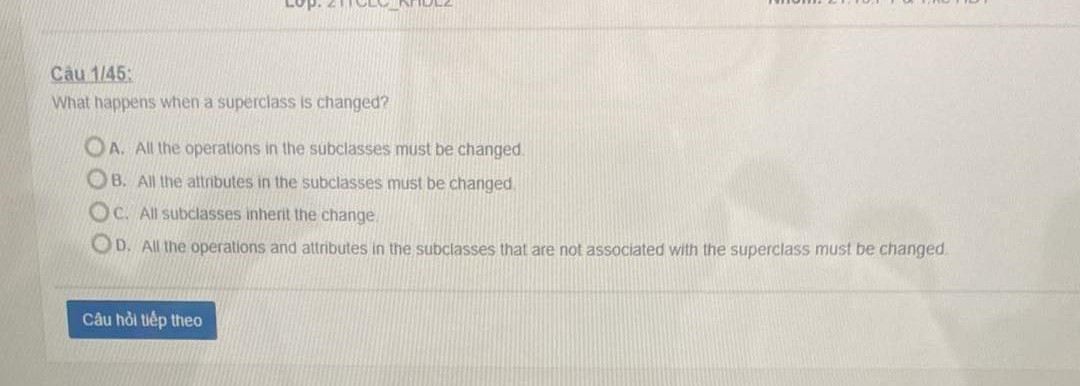 Câu 1/45:
What happens when a superclass is changed?
A. All the operations in the subclasses must be changed.
B. All the attributes in the subclasses must be changed.
C. All subclasses inherit the change.
D. All the operations and attributes in the subclasses that are not associated with the superclass must be changed.
Câu hỏi tiếp theo